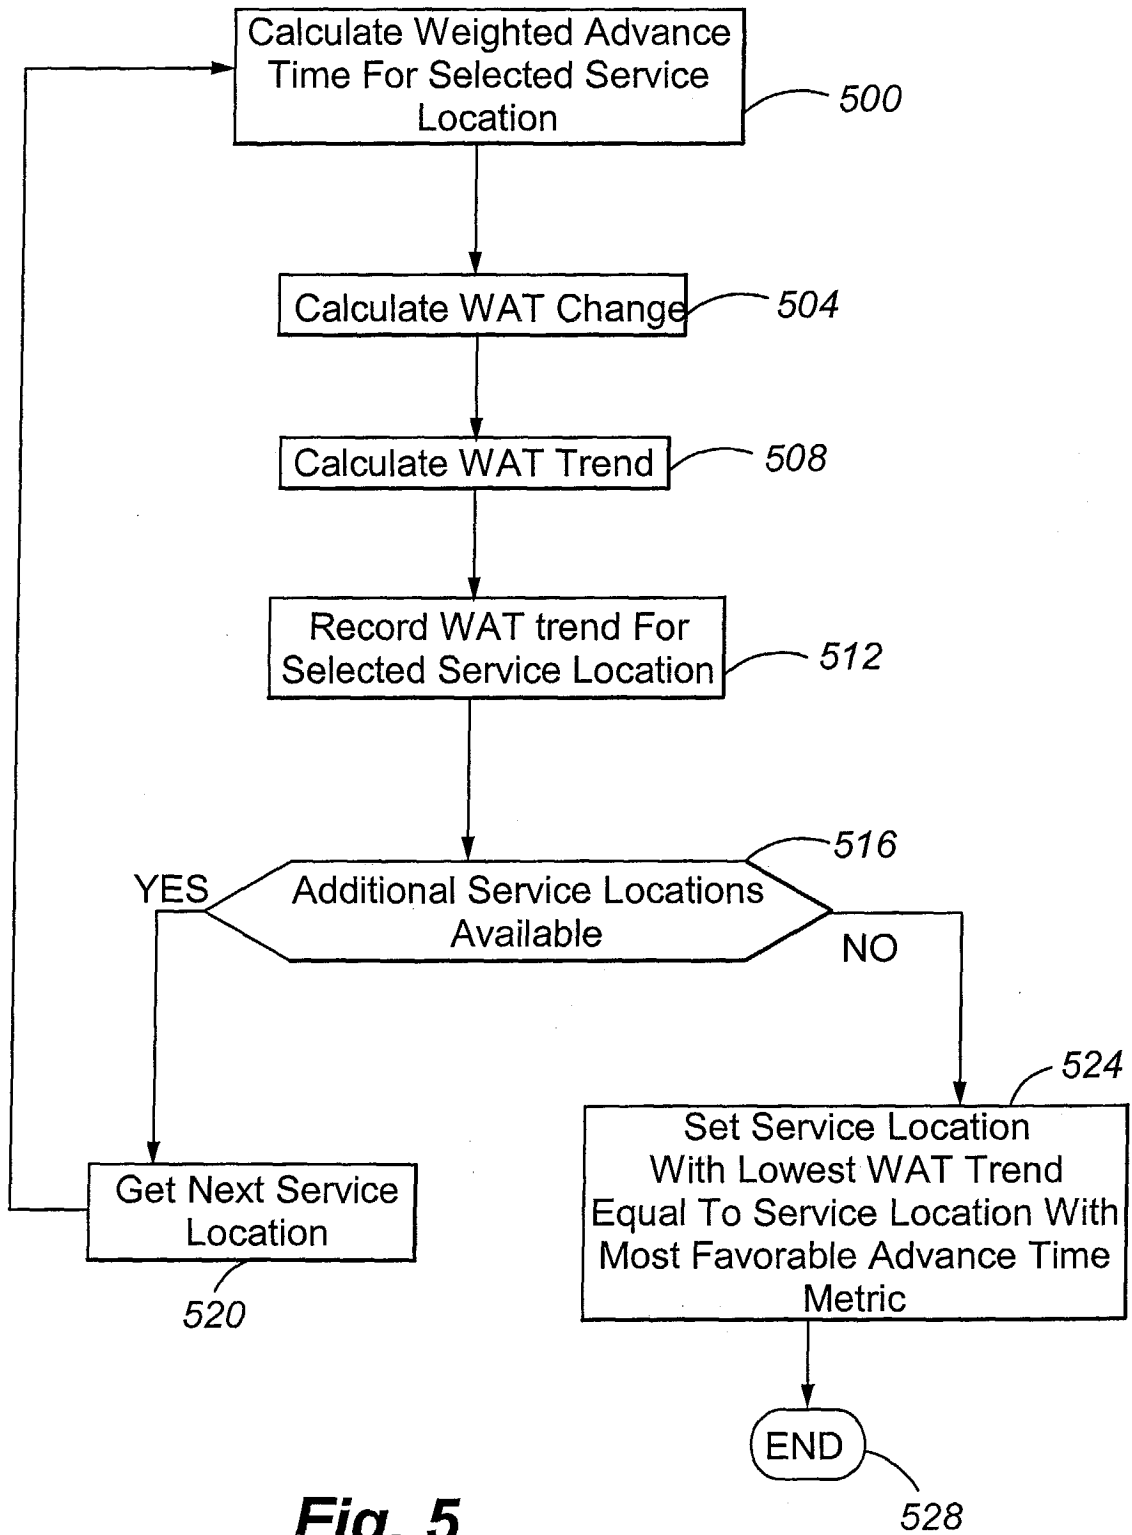 Calculate Weighted Advance
Time For Selected Service
Location
500
Calculate WAT Change
504
Calculate WAT Trend
508
Record WAT trend For
Selected Service Location
512
516
YES
Additional Service Locations
Available
NO
524
Get Next Service
Location
520
Set Service Location
With Lowest WAT Trend
Equal To Service Location With
Most Favorable Advance Time
Metric
END
528
Fig. 5